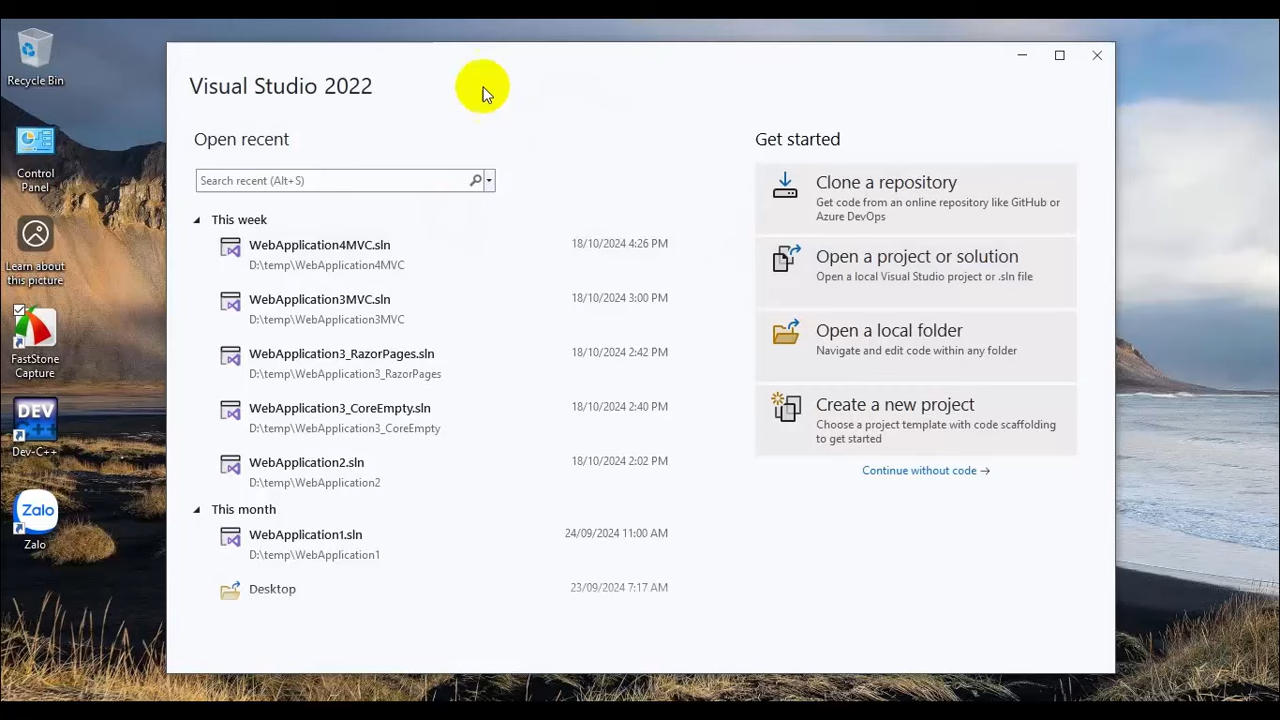 Recycle Bin
Control
Panel
Learn about
this picture
FastStone
Capture
DEV
Dev-C++
Zalo
Zalo
Visual Studio 2022
Open recent
Search recent (Alt+S)
This week
WebApplication4MVC.sln 18/10/2024 4:26 PM
D:\temp\WebApplication4MVC
WebApplication3MVC.sln 18/10/2024 3:00 PM
D:\temp\WebApplication3MVC
WebApplication3_RazorPages.sln 18/10/2024 2:42 PM
D:\temp\WebApplication3_RazorPages
WebApplication3_CoreEmpty.sln 18/10/2024 2:40 PM
D:\temp\WebApplication3_CoreEmpty
WebApplication2.sln 18/10/2024 2:02 PM
D:\temp\WebApplication2
This month
WebApplication1.sln 24/09/2024 11:00 AM
D:\temp\WebApplication1
Desktop 23/09/2024 7:17 AM
Get started
Clone a repository
Get code from an online repository like GitHub or
Azure DevOps
Open a project or solution
Open a local Visual Studio project or .sln file
Open a local folder
Navigate and edit code within any folder
Create a new project
Choose a project template with code scaffolding
to get started
Continue without code →